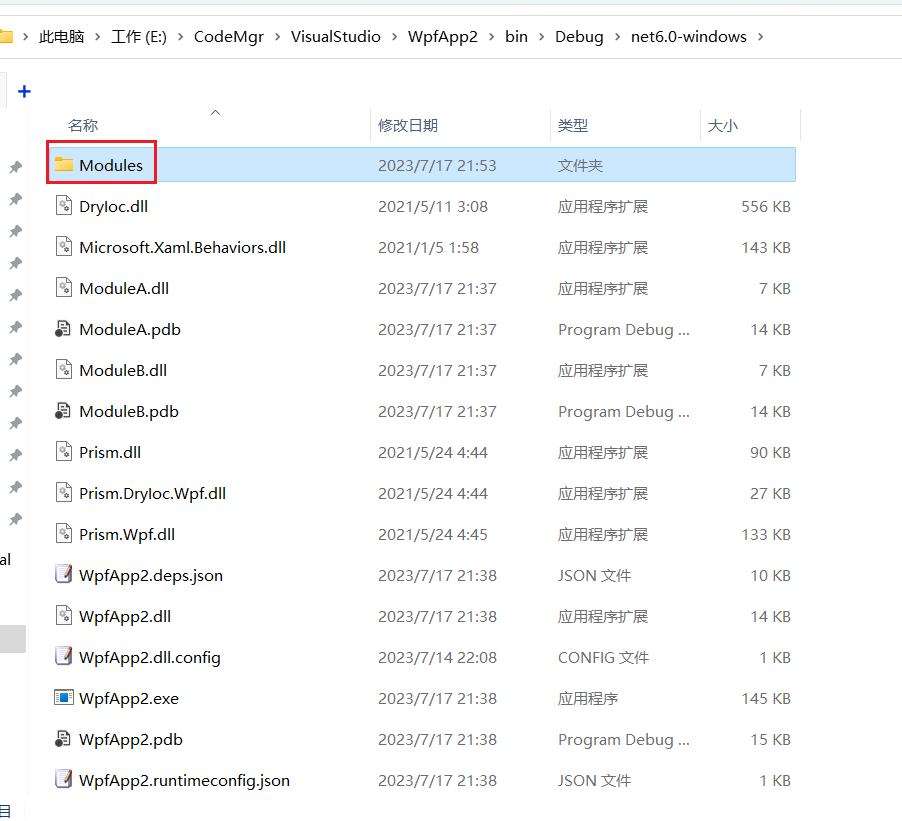 此电脑 > 工作 (E:) > CodeMgr > VisualStudio > WpfApp2 > bin > Debug > net6.0-windows >
+
名称 修改日期 类型 大小
Modules 2023/7/17 21:53 文件夹
DryIoc.dll 2021/5/11 3:08 应用程序扩展 556 KB
Microsoft.Xaml.Behaviors.dll 2021/1/5 1:58 应用程序扩展 143 KB
ModuleA.dll 2023/7/17 21:37 应用程序扩展 7 KB
ModuleA.pdb 2023/7/17 21:37 Program Debug ... 14 KB
ModuleB.dll 2023/7/17 21:37 应用程序扩展 7 KB
ModuleB.pdb 2023/7/17 21:37 Program Debug ... 14 KB
Prism.dll 2021/5/24 4:44 应用程序扩展 90 KB
Prism.DryIoc.Wpf.dll 2021/5/24 4:44 应用程序扩展 27 KB
Prism.Wpf.dll 2021/5/24 4:45 应用程序扩展 133 KB
al
WpfApp2.deps.json 2023/7/17 21:38 JSON 文件 10 KB
WpfApp2.dll 2023/7/17 21:38 应用程序扩展 14 KB
WpfApp2.dll.config 2023/7/14 22:08 CONFIG 文件 1 KB
WpfApp2.exe 2023/7/17 21:38 应用程序 145 KB
WpfApp2.pdb 2023/7/17 21:38 Program Debug ... 15 KB
WpfApp2.runtimeconfig.json 2023/7/17 21:38 JSON 文件 1 KB
目